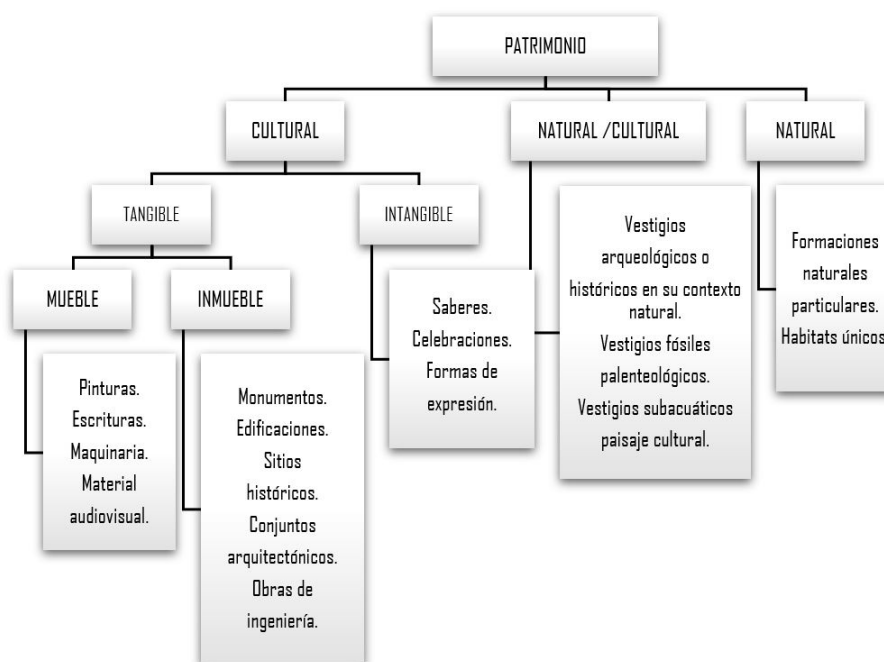 PATRIMONIO
CULTURAL
NATURAL /CULTURAL
NATURAL
TANGIBLE
INTANGIBLE
MUEBLE
INMUEBLE
Pinturas.
Escrituras.
Maquinaria.
Material
audiovisual.
Monumentos.
Edificaciones.
Sitios
históricos.
Conjuntos
arquitectónicos.
Obras de
ingeniería.
Saberes.
Celebraciones.
Formas de
expresión.
Vestigios
arqueológicos o
históricos en su contexto
natural.
Vestigios fósiles
palenteológicos.
Vestigios subacuáticos
paisaje cultural.
Formaciones
naturales
particulares.
Habitats únicos